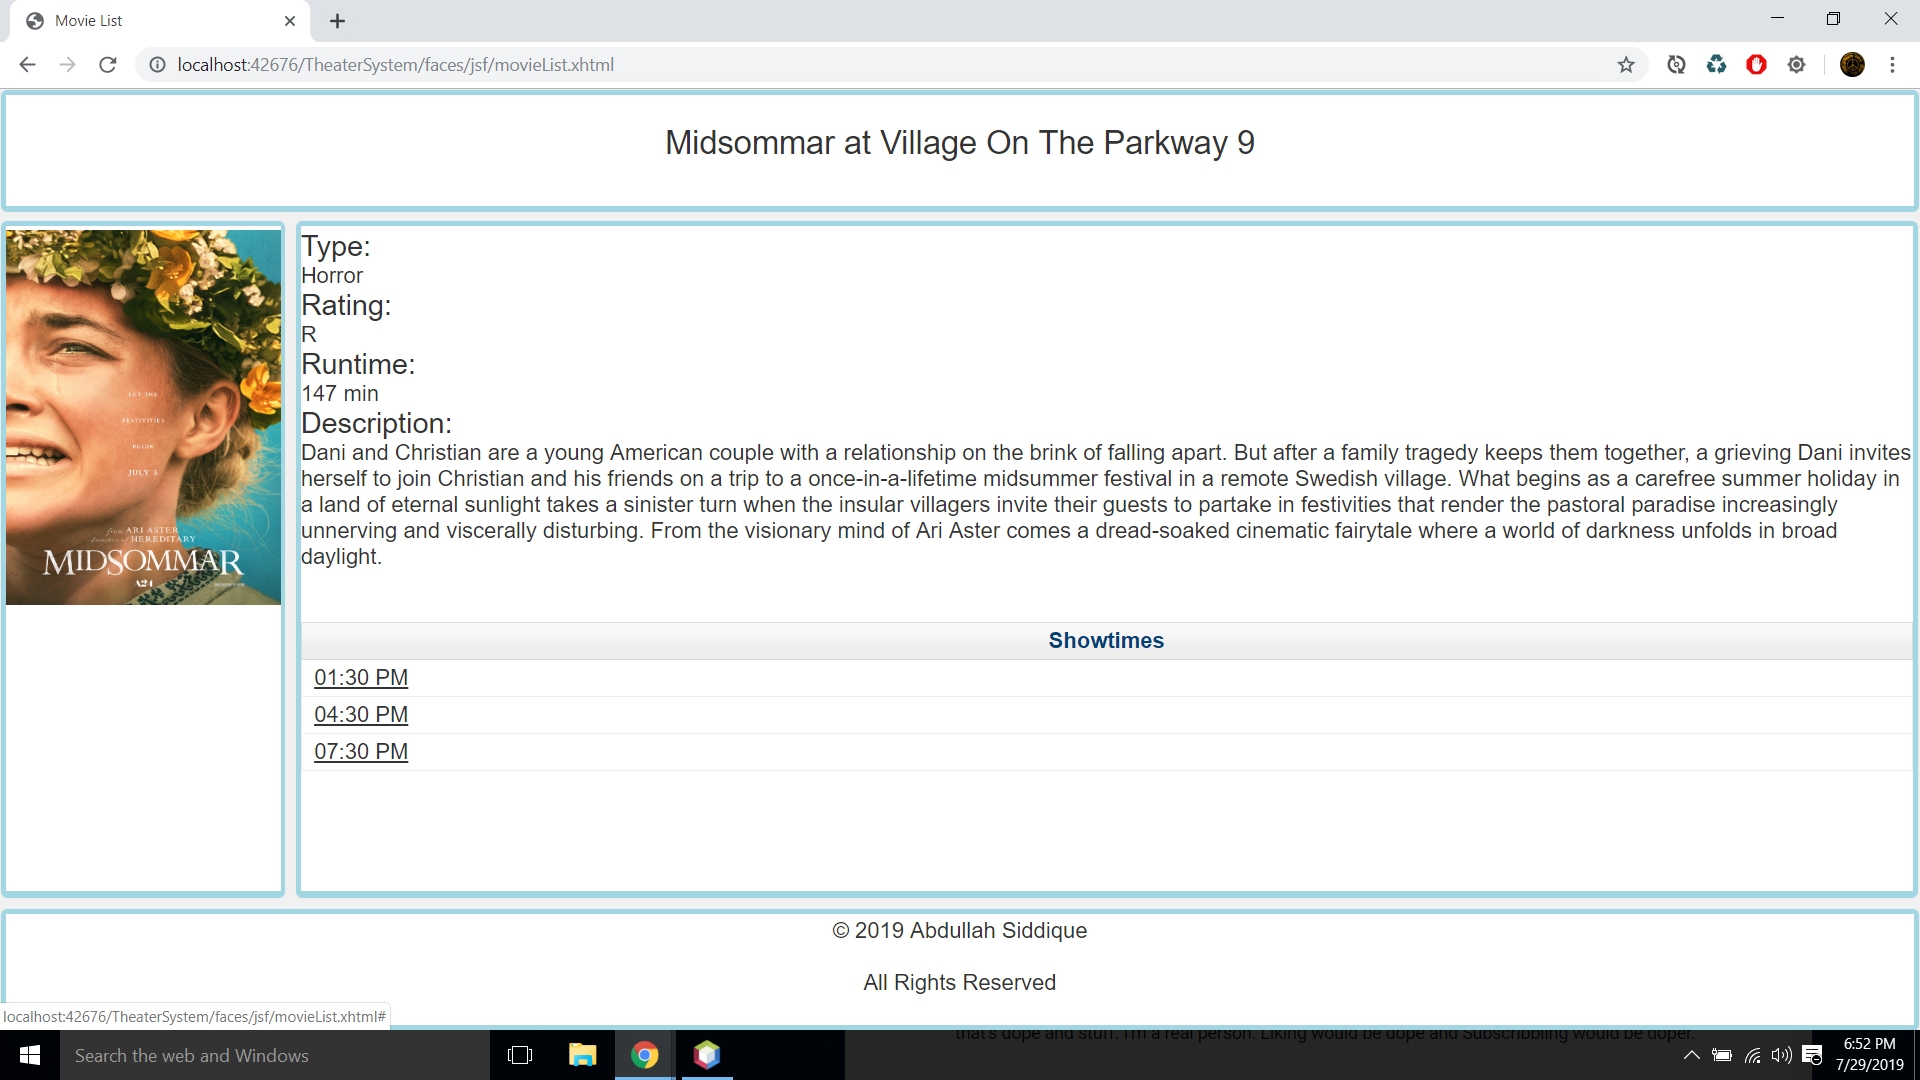 Movie List
localhost:42676/TheaterSystem/faces/jsf/movieList.xhtml
Midsommar at Village On The Parkway 9
LET THE
FESTIVITIES
BEGIN
JULY 3
from ARI ASTER
director of HEREDITARY
MIDSOMMAR
A24
Type:
Horror
Rating:
R
Runtime:
147 min
Description:
Dani and Christian are a young American couple with a relationship on the brink of falling apart. But after a family tragedy keeps them together, a grieving Dani invites
herself to join Christian and his friends on a trip to a once-in-a-lifetime midsummer festival in a remote Swedish village. What begins as a carefree summer holiday in
a land of eternal sunlight takes a sinister turn when the insular villagers invite their guests to partake in festivities that render the pastoral paradise increasingly
unnerving and viscerally disturbing. From the visionary mind of Ari Aster comes a dread-soaked cinematic fairytale where a world of darkness unfolds in broad
daylight.
Showtimes
01:30 PM
04:30 PM
07:30 PM
© 2019 Abdullah Siddique
All Rights Reserved
localhost:42676/TheaterSystem/faces/jsf/movieList.xhtml#
that's dope and stuff. I'm a real person. Liking would be dope and Subscribbling would be doper.
Search the web and Windows
6:52 PM
7/29/2019